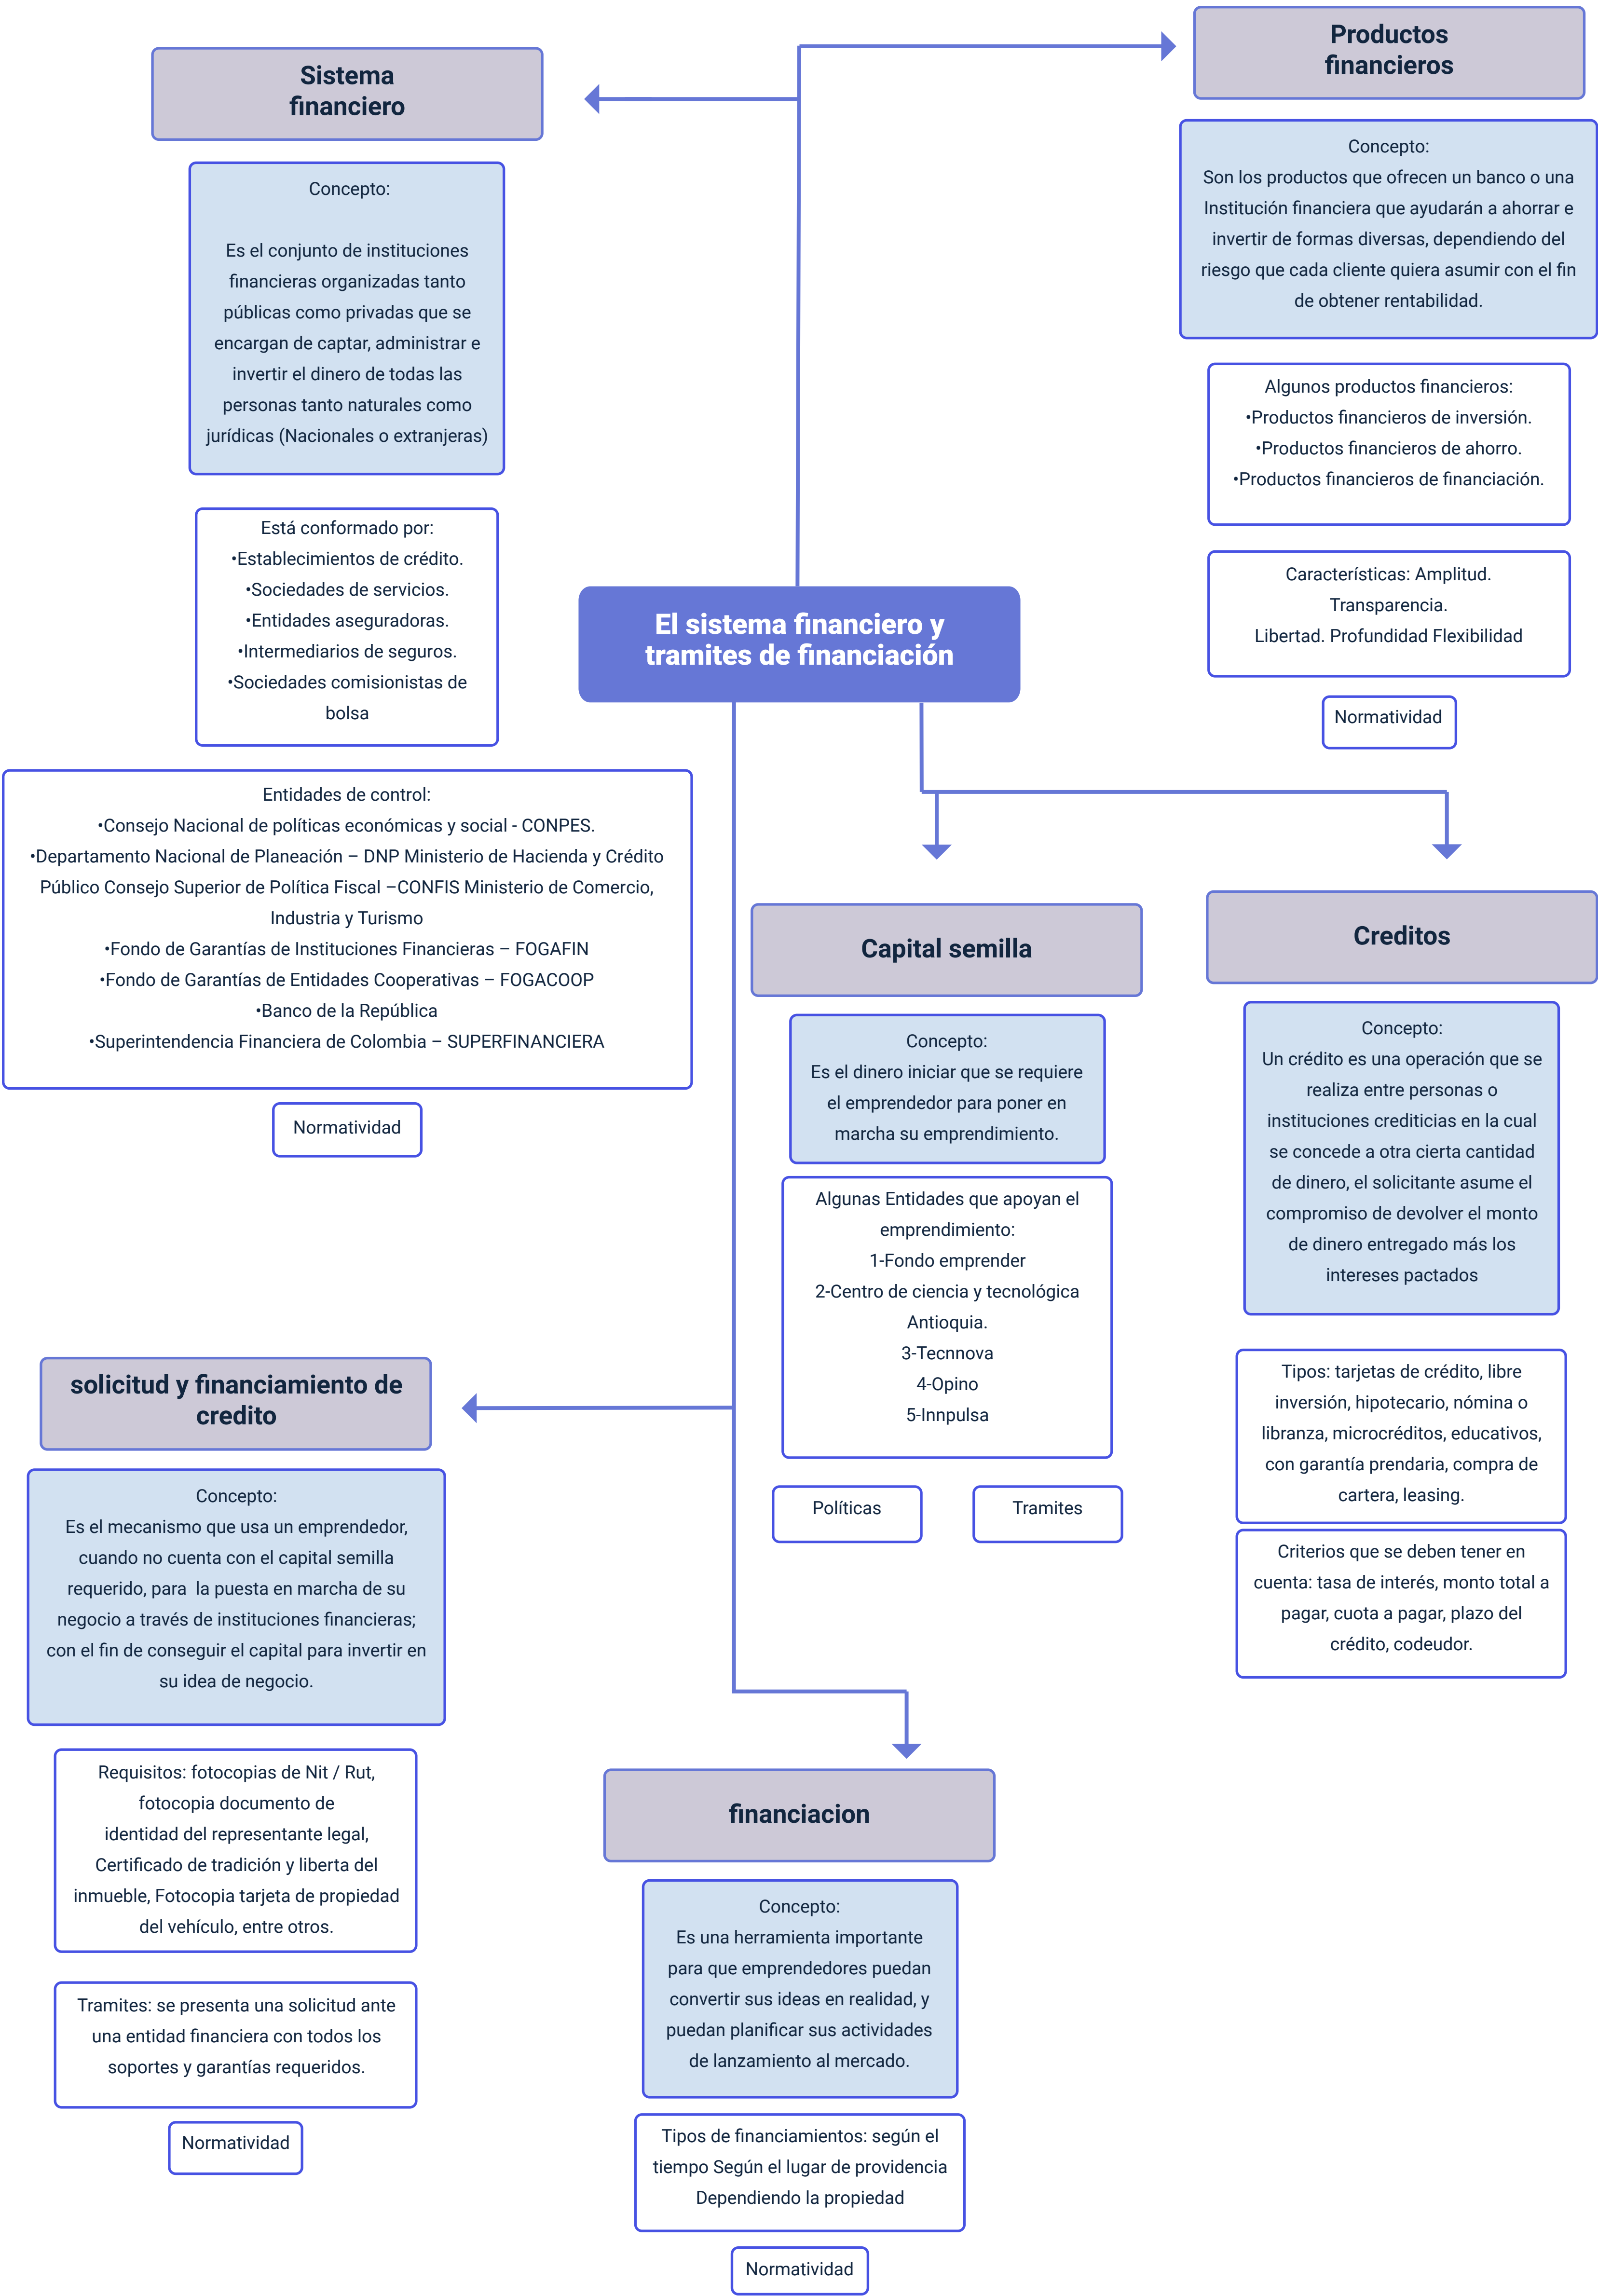 Sistema
financiero
Concepto:
Es el conjunto de instituciones
financieras organizadas tanto
públicas como privadas que se
encargan de captar, administrar e
invertir el dinero de todas las
personas tanto naturales como
jurídicas (Nacionales o extranjeras)
Está conformado por:
•Establecimientos de crédito.
•Sociedades de servicios.
•Entidades aseguradoras.
•Intermediarios de seguros.
•Sociedades comisionistas de
bolsa
Entidades de control:
•Consejo Nacional de políticas económicas y social - CONPES.
•Departamento Nacional de Planeación – DNP Ministerio de Hacienda y Crédito
Público Consejo Superior de Política Fiscal –CONFIS Ministerio de Comercio,
Industria y Turismo
•Fondo de Garantías de Instituciones Financieras – FOGAFIN
•Fondo de Garantías de Entidades Cooperativas – FOGACOOP
•Banco de la República
•Superintendencia Financiera de Colombia – SUPERFINANCIERA
Normatividad
Productos
financieros
Concepto:
Son los productos que ofrecen un banco o una
Institución financiera que ayudarán a ahorrar e
invertir de formas diversas, dependiendo del
riesgo que cada cliente quiera asumir con el fin
de obtener rentabilidad.
Algunos productos financieros:
•Productos financieros de inversión.
•Productos financieros de ahorro.
•Productos financieros de financiación.
Características: Amplitud.
Transparencia.
Libertad. Profundidad Flexibilidad
Normatividad
El sistema financiero y
tramites de financiación
Capital semilla
Concepto:
Es el dinero iniciar que se requiere
el emprendedor para poner en
marcha su emprendimiento.
Algunas Entidades que apoyan el
emprendimiento:
1-Fondo emprender
2-Centro de ciencia y tecnológica
Antioquia.
3-Tecnnova
4-Opino
5-Innpulsa
Políticas
Tramites
Creditos
Concepto:
Un crédito es una operación que se
realiza entre personas o
instituciones crediticias en la cual
se concede a otra cierta cantidad
de dinero, el solicitante asume el
compromiso de devolver el monto
de dinero entregado más los
intereses pactados
Tipos: tarjetas de crédito, libre
inversión, hipotecario, nómina o
libranza, microcréditos, educativos,
con garantía prendaria, compra de
cartera, leasing.
Criterios que se deben tener en
cuenta: tasa de interés, monto total a
pagar, cuota a pagar, plazo del
crédito, codeudor.
solicitud y financiamiento de
credito
Concepto:
Es el mecanismo que usa un emprendedor,
cuando no cuenta con el capital semilla
requerido, para  la puesta en marcha de su
negocio a través de instituciones financieras;
con el fin de conseguir el capital para invertir en
su idea de negocio.
Requisitos: fotocopias de Nit / Rut,
fotocopia documento de
identidad del representante legal,
Certificado de tradición y liberta del
inmueble, Fotocopia tarjeta de propiedad
del vehículo, entre otros.
Tramites: se presenta una solicitud ante
una entidad financiera con todos los
soportes y garantías requeridos.
Normatividad
financiacion
Concepto:
Es una herramienta importante
para que emprendedores puedan
convertir sus ideas en realidad, y
puedan planificar sus actividades
de lanzamiento al mercado.
Tipos de financiamientos: según el
tiempo Según el lugar de providencia
Dependiendo la propiedad
Normatividad